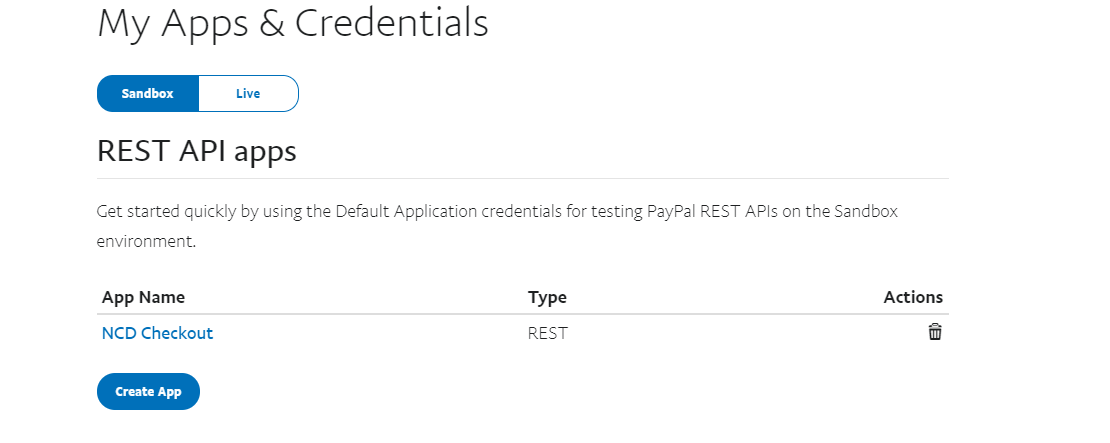 My Apps & Credentials
Sandbox Live
REST API apps
Get started quickly by using the Default Application credentials for testing PayPal REST APIs on the Sandbox
environment.
App Name Type Actions
NCD Checkout REST
Create App